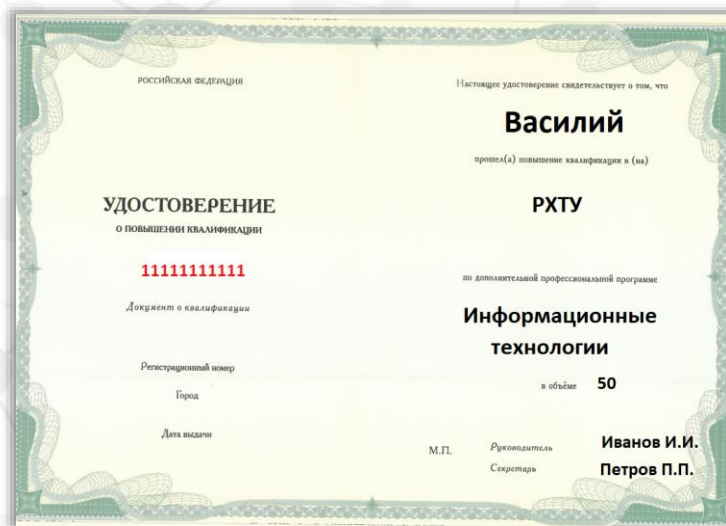 РОССИЙСКАЯ ФЕДЕРАЦИЯ
УДОСТОВЕРЕНИЕ
О ПОВЫШЕНИИ КВАЛИФИКАЦИИ
11111111111
Документ о квалификации
Регистрационный номер
Город
Дата выдачи
Настоящее удостоверение свидетельствует о том, что
Василий
прошел(а) повышение квалификации в (на)
РХТУ
по дополнительной профессиональной программе
Информационные
технологии
в объёме 50
М.П. Руководитель Иванов И.И.
Секретарь Петров П.П.